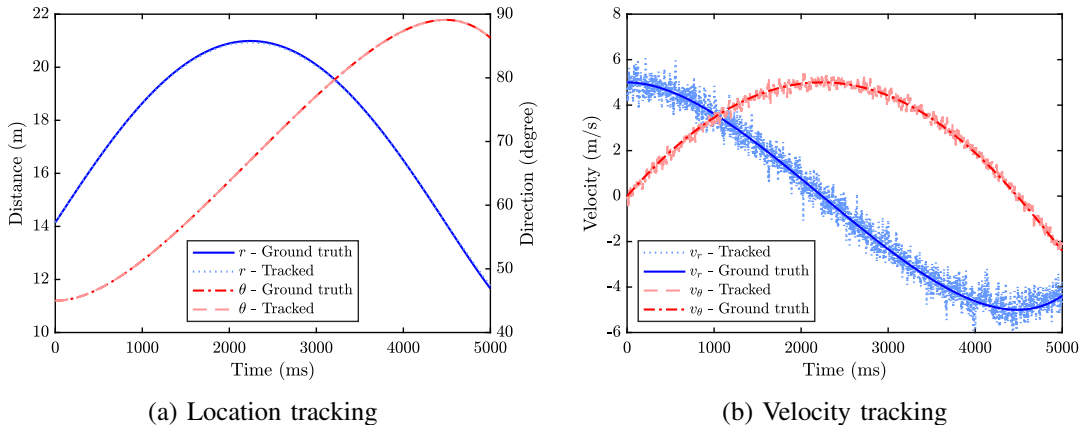 22
20
18
16
14
12
10
Distance (m)
90
80
70
60
50
40
Direction (degree)
r - Ground truth
r - Tracked
θ - Ground truth
θ - Tracked
0 1000 2000 3000 4000 5000
Time (ms)
(a) Location tracking
8
6
4
2
0
-2
-4
-6
Velocity (m/s)
v_r - Tracked
v_r - Ground truth
v_θ - Tracked
v_θ - Ground truth
0 1000 2000 3000 4000 5000
Time (ms)
(b) Velocity tracking